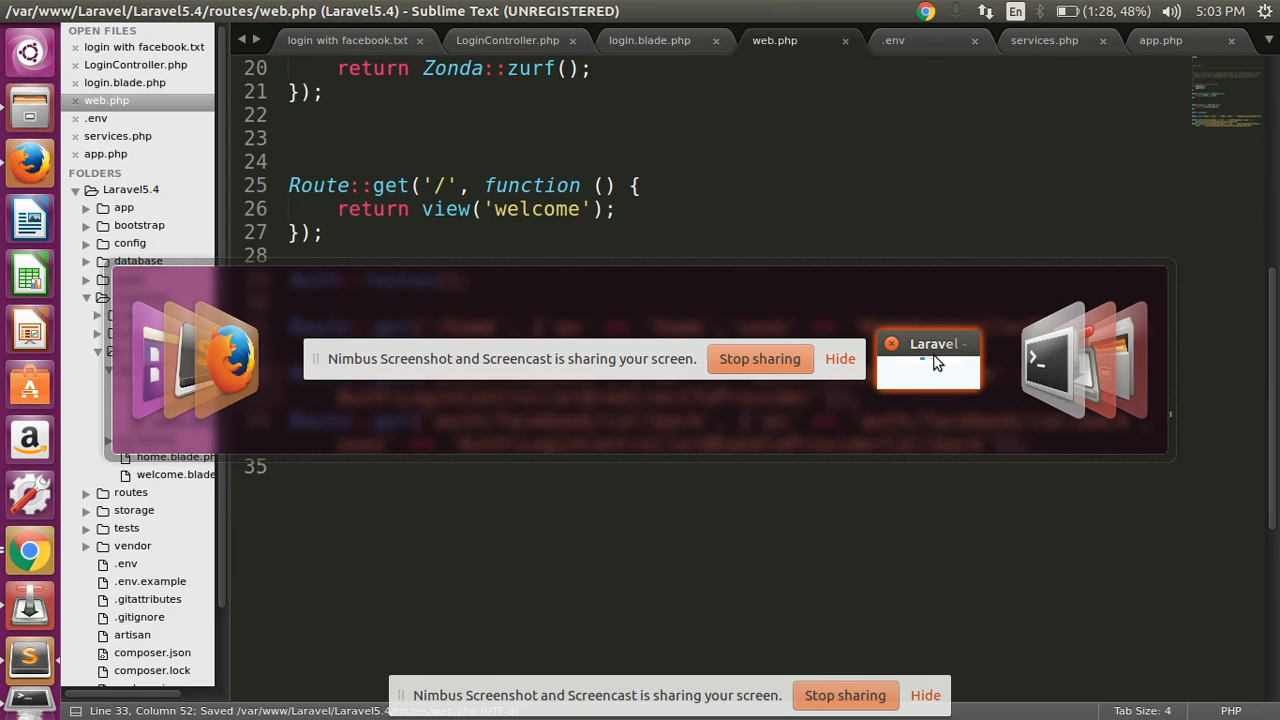 /var/www/Laravel/Laravel5.4/routes/web.php (Laravel5.4) - Sublime Text (UNREGISTERED)
En
(1:28, 48%)
5:03 PM
OPEN FILES
login with facebook.txt
LoginController.php
login.blade.php
web.php
.env
services.php
app.php
FOLDERS
Laravel5.4
app
bootstrap
config
database
home.blade.ph
welcome.blade
routes
storage
tests
vendor
.env
.env.example
.gitattributes
.gitignore
artisan
composer.json
composer.lock
login with facebook.txt
LoginController.php
login.blade.php
web.php
.env
services.php
app.php
20 return Zonda::zurf();
21 });
22
23
24
25 Route::get('/', function () {
26 return view('welcome');
27 });
28
35
Nimbus Screenshot and Screencast is sharing your screen.
Stop sharing
Hide
Laravel -
Nimbus Screenshot and Screencast is sharing your screen.
Stop sharing
Hide
Line 33, Column 52; Saved /var/www/Laravel/Laravel5.4/routes/web.php (UTF-8)
Tab Size: 4
PHP